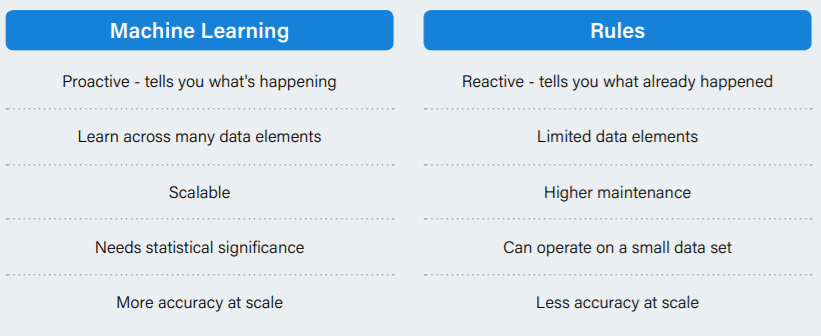 Machine Learning
Rules
Proactive - tells you what's happening
Reactive - tells you what already happened
Learn across many data elements
Limited data elements
Scalable
Higher maintenance
Needs statistical significance
Can operate on a small data set
More accuracy at scale
Less accuracy at scale